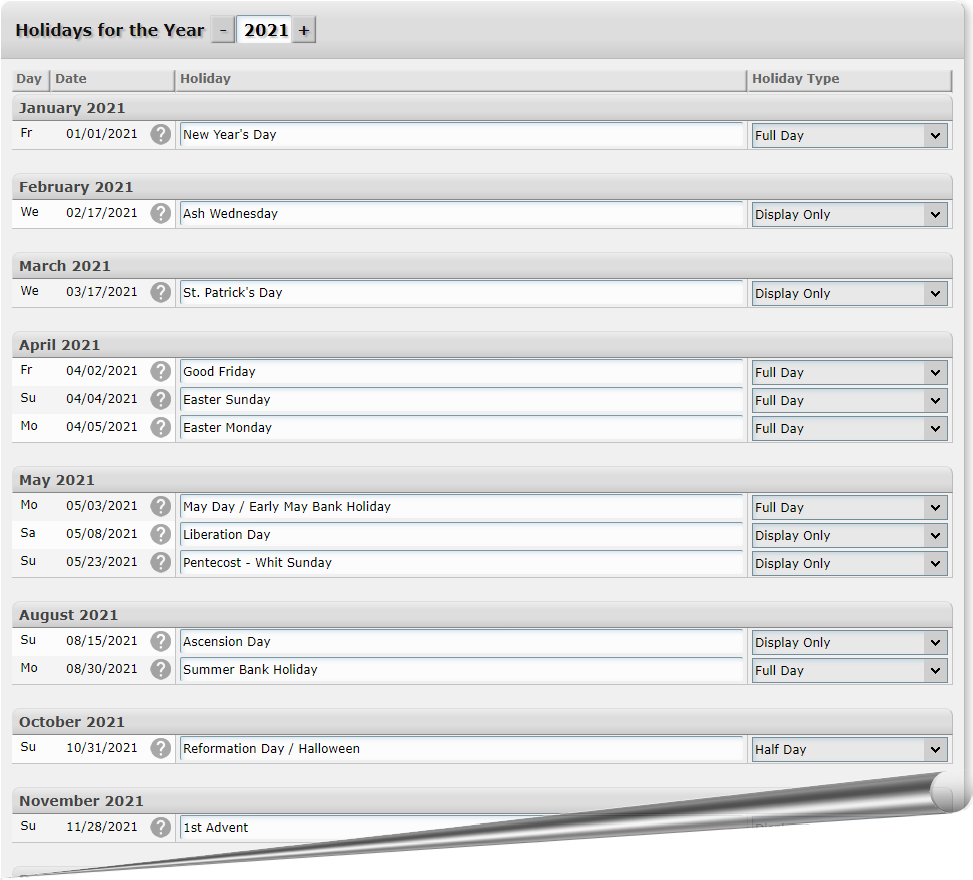 Holidays for the Year - 2021 +
Day Date Holiday Holiday Type
January 2021
Fr 01/01/2021 ? New Year's Day Full Day
February 2021
We 02/17/2021 ? Ash Wednesday Display Only
March 2021
We 03/17/2021 ? St. Patrick's Day Display Only
April 2021
Fr 04/02/2021 ? Good Friday Full Day
Su 04/04/2021 ? Easter Sunday Full Day
Mo 04/05/2021 ? Easter Monday Full Day
May 2021
Mo 05/03/2021 ? May Day / Early May Bank Holiday Full Day
Sa 05/08/2021 ? Liberation Day Display Only
Su 05/23/2021 ? Pentecost - Whit Sunday Display Only
August 2021
Su 08/15/2021 ? Ascension Day Display Only
Mo 08/30/2021 ? Summer Bank Holiday Full Day
October 2021
Su 10/31/2021 ? Reformation Day / Halloween Half Day
November 2021
Su 11/28/2021 ? 1st Advent